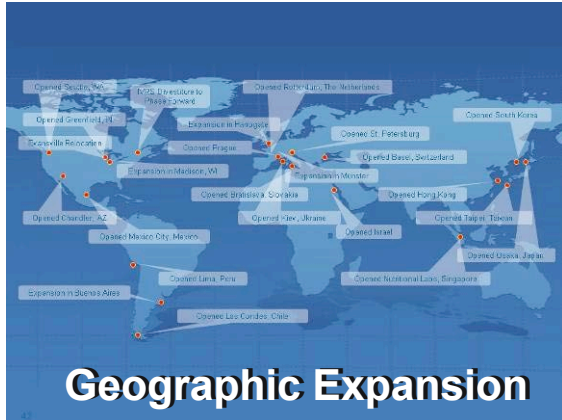 Opened Seattle, WA
IVRS Divestiture to
Phase Forward
Opened Rotterdam, The Netherlands
Opened Greenfield, IN
Opened South Korea
Expansion in Harrogate
Opened St. Petersburg
Evansville Relocation
Opened Prague
Opened Basel, Switzerland
Expansion in Madison, WI
Expansion in Munster
Opened Bratislava, Slovakia
Opened Hong Kong
Opened Chandler, AZ
Opened Kiev, Ukraine
Opened Taipei, Taiwan
Opened Mexico City, Mexico
Opened Israel
Opened Osaka, Japan
Opened Lima, Peru
Opened Nutritional Labs, Singapore
Expansion in Buenos Aires
Opened Las Condes, Chile
Geographic Expansion
42